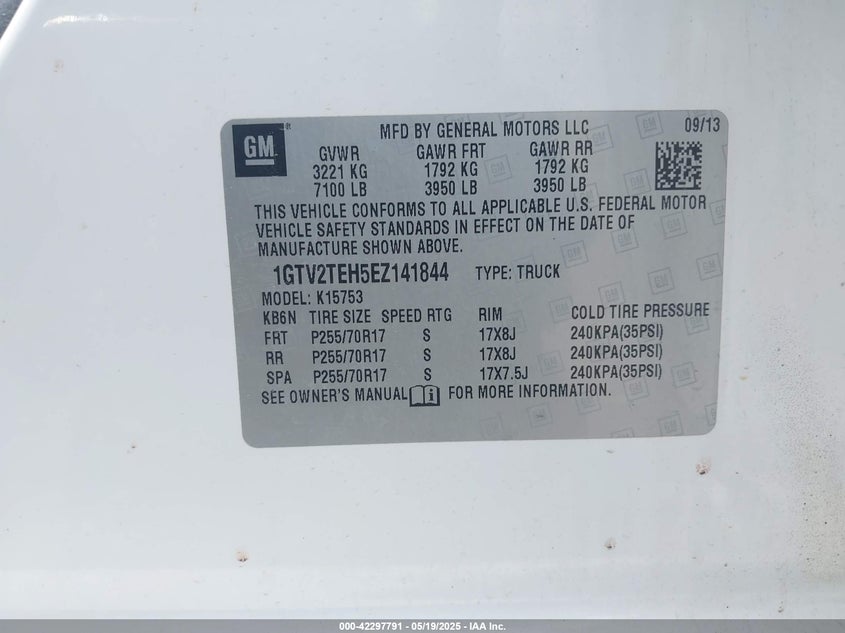 GM ® MFD BY GENERAL MOTORS LLC 09/13
GVWR GAWR FRT GAWR RR
3221 KG 1792 KG 1792 KG
7100 LB 3950 LB 3950 LB
THIS VEHICLE CONFORMS TO ALL APPLICABLE U.S. FEDERAL MOTOR
VEHICLE SAFETY STANDARDS IN EFFECT ON THE DATE OF
MANUFACTURE SHOWN ABOVE.
1GTV2TEH5EZ141844 TYPE: TRUCK
MODEL: K15753
KB6N TIRE SIZE SPEED RTG RIM COLD TIRE PRESSURE
FRT P255/70R17 S 17X8J 240KPA(35PSI)
RR P255/70R17 S 17X8J 240KPA(35PSI)
SPA P255/70R17 S 17X7.5J 240KPA(35PSI)
SEE OWNER'S MANUAL i FOR MORE INFORMATION.
000-42297791 - 05/19/2025 - IAA Inc.